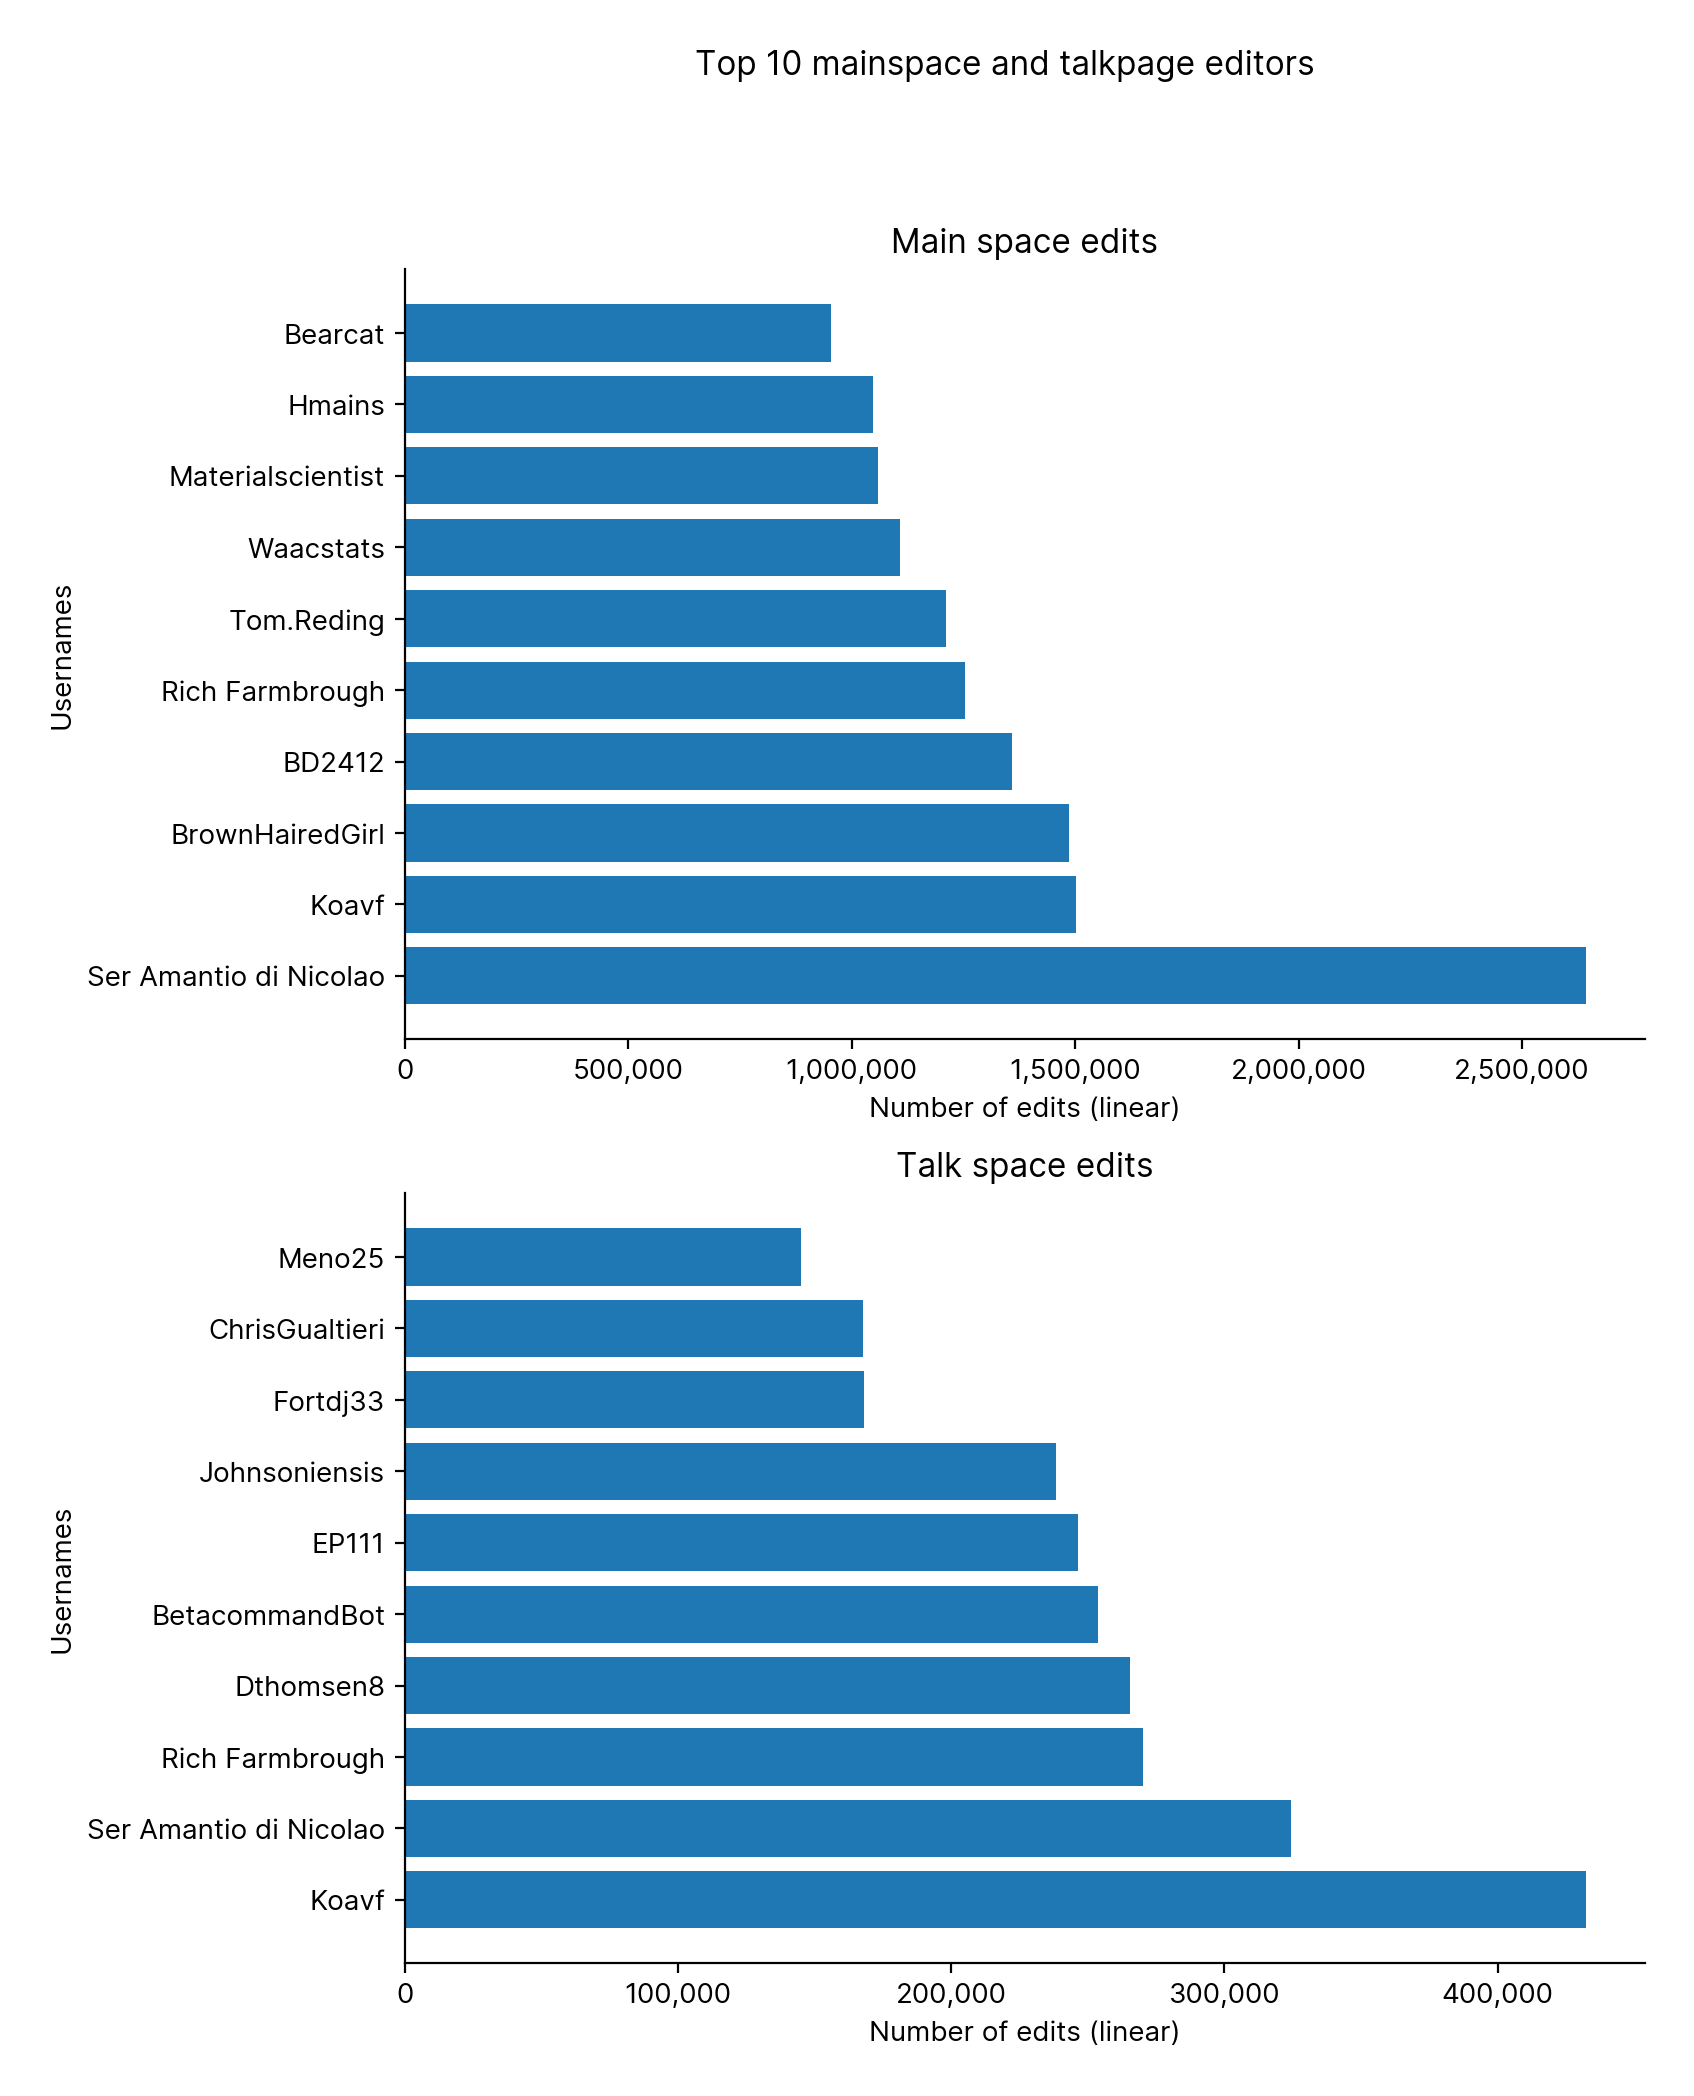 Top 10 mainspace and talkpage editors
Main space edits
Usernames
Bearcat
Hmains
Materialscientist
Waacstats
Tom.Reding
Rich Farmbrough
BD2412
BrownHairedGirl
Koavf
Ser Amantio di Nicolao
0 500,000 1,000,000 1,500,000 2,000,000 2,500,000
Number of edits (linear)
Talk space edits
Usernames
Meno25
ChrisGualtieri
Fortdj33
Johnsoniensis
EP111
BetacommandBot
Dthomsen8
Rich Farmbrough
Ser Amantio di Nicolao
Koavf
0 100,000 200,000 300,000 400,000
Number of edits (linear)